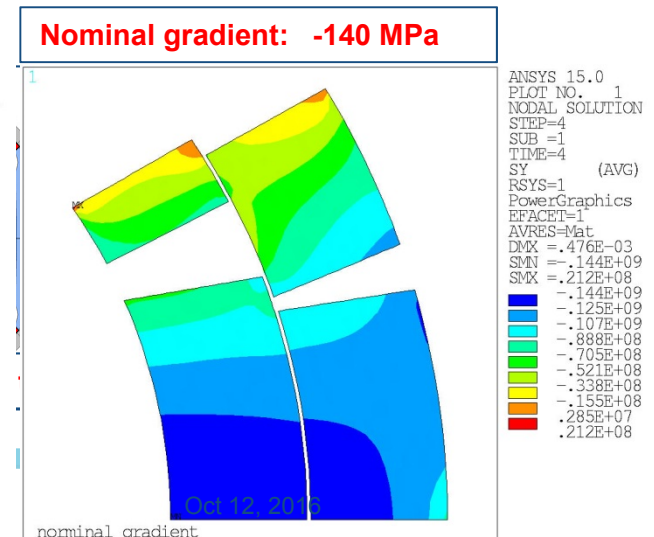 Nominal gradient: -140 MPa
1
ANSYS 15.0
PLOT NO. 1
NODAL SOLUTION
STEP=4
SUB =1
TIME=4
SY (AVG)
RSYS=1
PowerGraphics
EFACET=1
AVRES=Mat
DMX =.476E-03
SMN =-.144E+09
SMX =.212E+08
-.144E+09
-.125E+09
-.107E+09
-.888E+08
-.705E+08
-.521E+08
-.338E+08
-.155E+08
.285E+07
.212E+08
Oct 12, 2016
norminal gradient